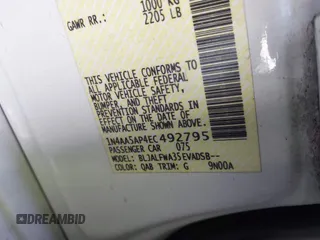 1000 KG
GAWR RR.: 2205 LB
THIS VEHICLE CONFORMS TO
ALL APPLICABLE FEDERAL
MOTOR VEHICLE SAFETY,
BUMPER, AND THEFT
PREVENTION STANDARDS IN
EFFECT ON THE DATE OF
MANUFACTURE SHOWN ABOVE.
1N4AA5AP4EC492795
PASSENGER CAR 075
MODEL: BLJALFWA35EVADSB--
COLOR: QAB TRIM: G 9N00A
DREAMBID